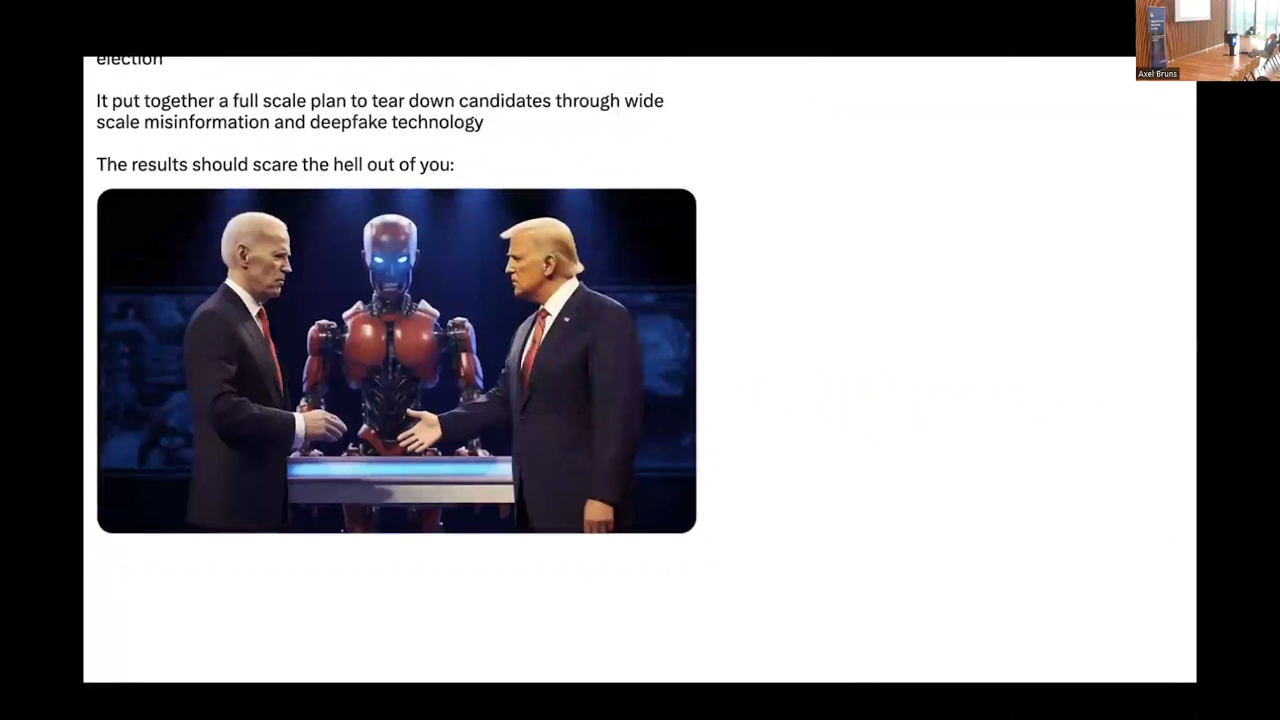 election
It put together a full scale plan to tear down candidates through wide
scale misinformation and deepfake technology
The results should scare the hell out of you:
Axel Bruns